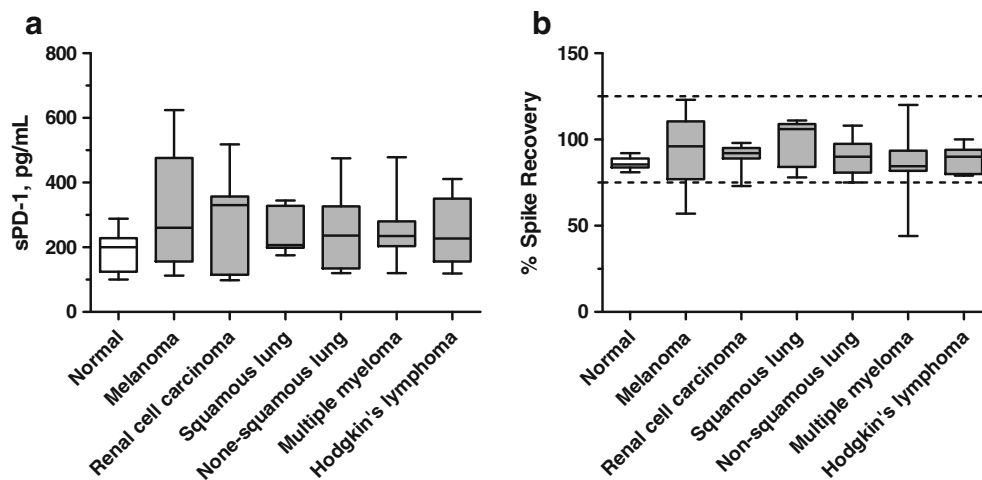 a
800
600
400
200
0
sPD-1, pg/mL
Normal
Melanoma
Renal cell carcinoma
Squamous lung
None-squamous lung
Multiple myeloma
Hodgkin's lymphoma
b
150
100
50
0
% Spike Recovery
Normal
Melanoma
Renal cell carcinoma
Squamous lung
Non-squamous lung
Multiple myeloma
Hodgkin's lymphoma